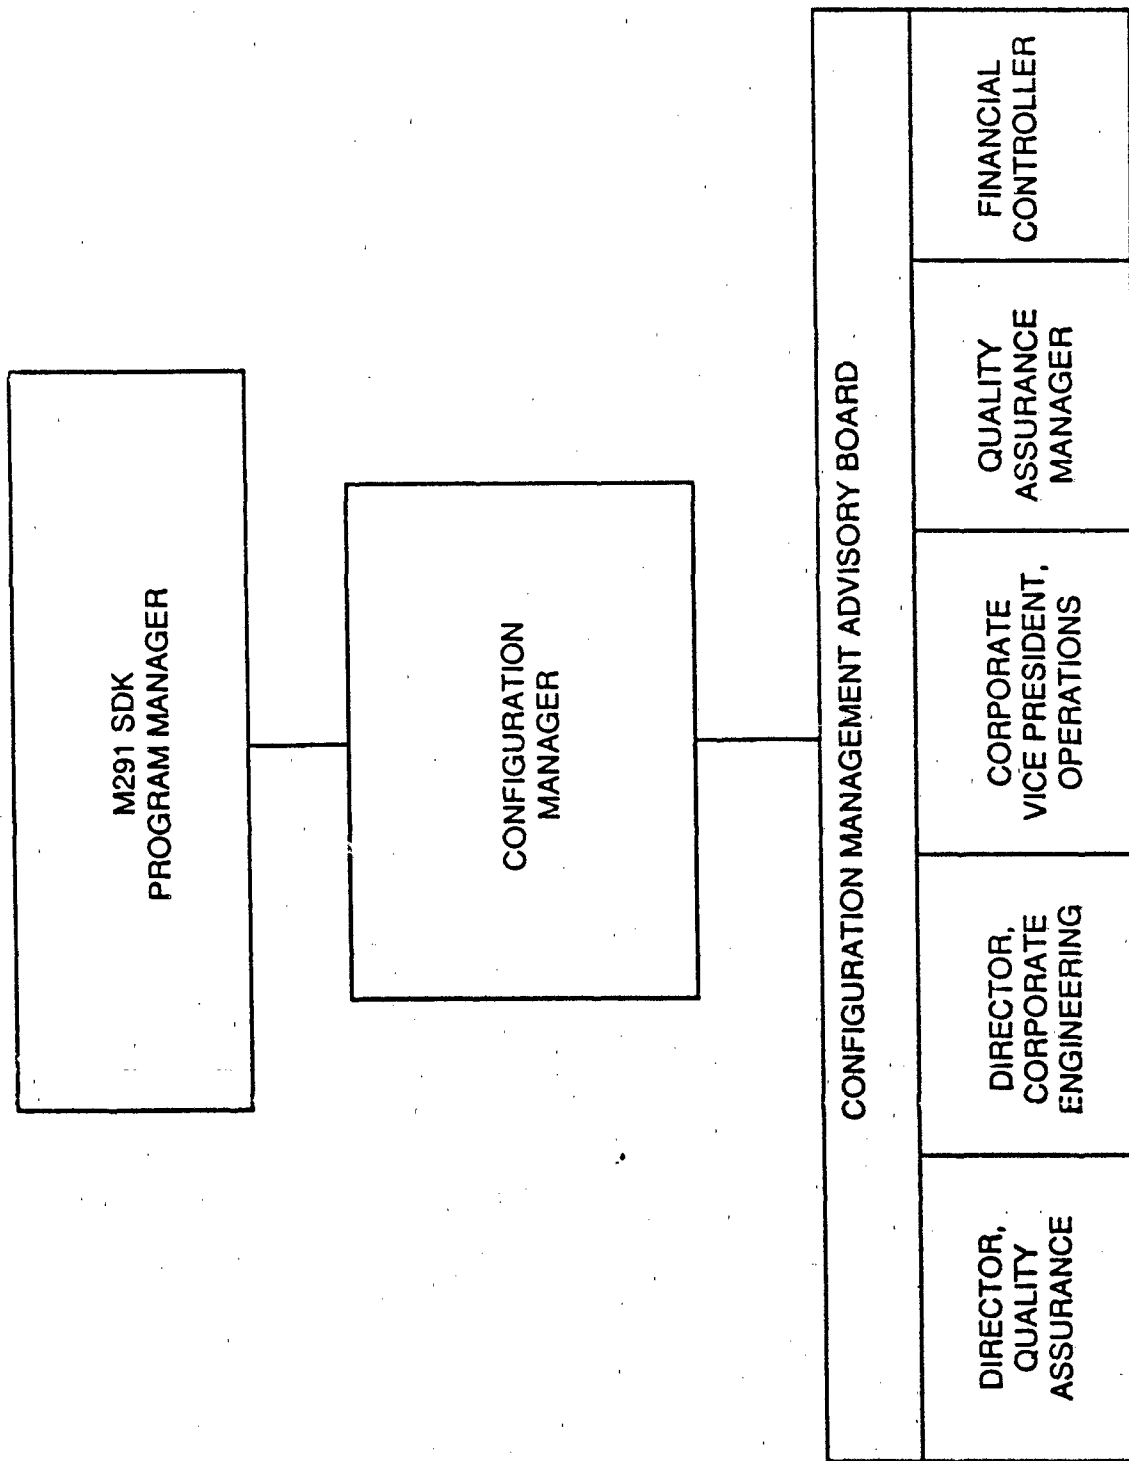 M291 SDK
PROGRAM MANAGER
CONFIGURATION
MANAGER
CONFIGURATION MANAGEMENT ADVISORY BOARD
DIRECTOR,
QUALITY
ASSURANCE
DIRECTOR,
CORPORATE
ENGINEERING
CORPORATE
VICE PRESIDENT,
OPERATIONS
QUALITY
ASSURANCE
MANAGER
FINANCIAL
CONTROLLER